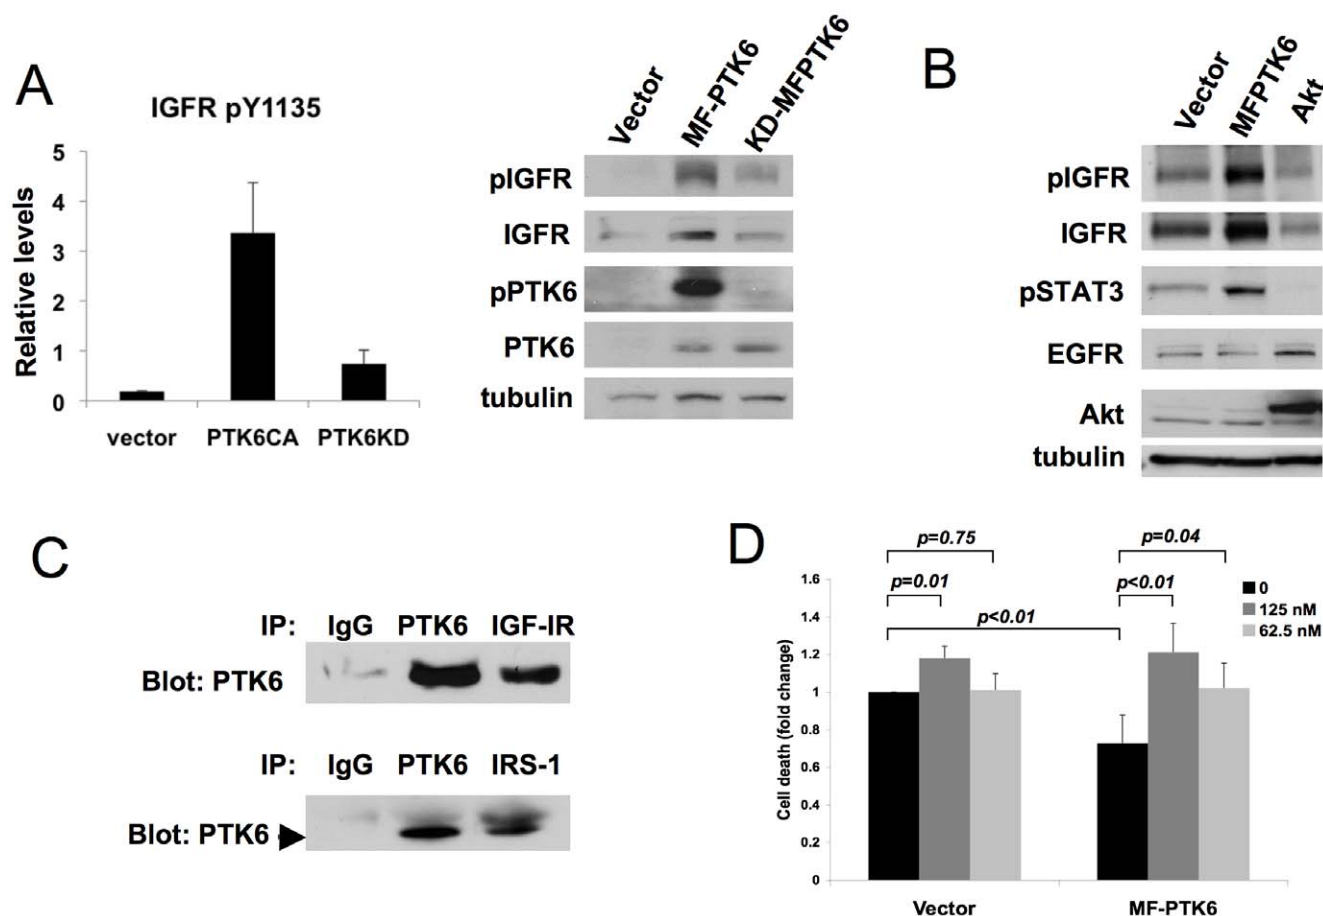 A
IGFR pY1135
Relative levels
5
4
3
2
1
0
vector PTK6CA PTK6KD
Vector MF-PTK6 KD-MFPTK6
pIGFR
IGFR
pPTK6
PTK6
tubulin
B
Vector MFPTK6 Akt
pIGFR
IGFR
pSTAT3
EGFR
Akt
tubulin
C
IP: IgG PTK6 IGF-IR
Blot: PTK6
IP: IgG PTK6 IRS-1
Blot: PTK6
D
p=0.75 p=0.04
p=0.01 p<0.01
p<0.01
0
125 nM
62.5 nM
Cell death (fold change)
1.6
1.4
1.2
1
0.8
0.6
0.4
0.2
0
Vector MF-PTK6